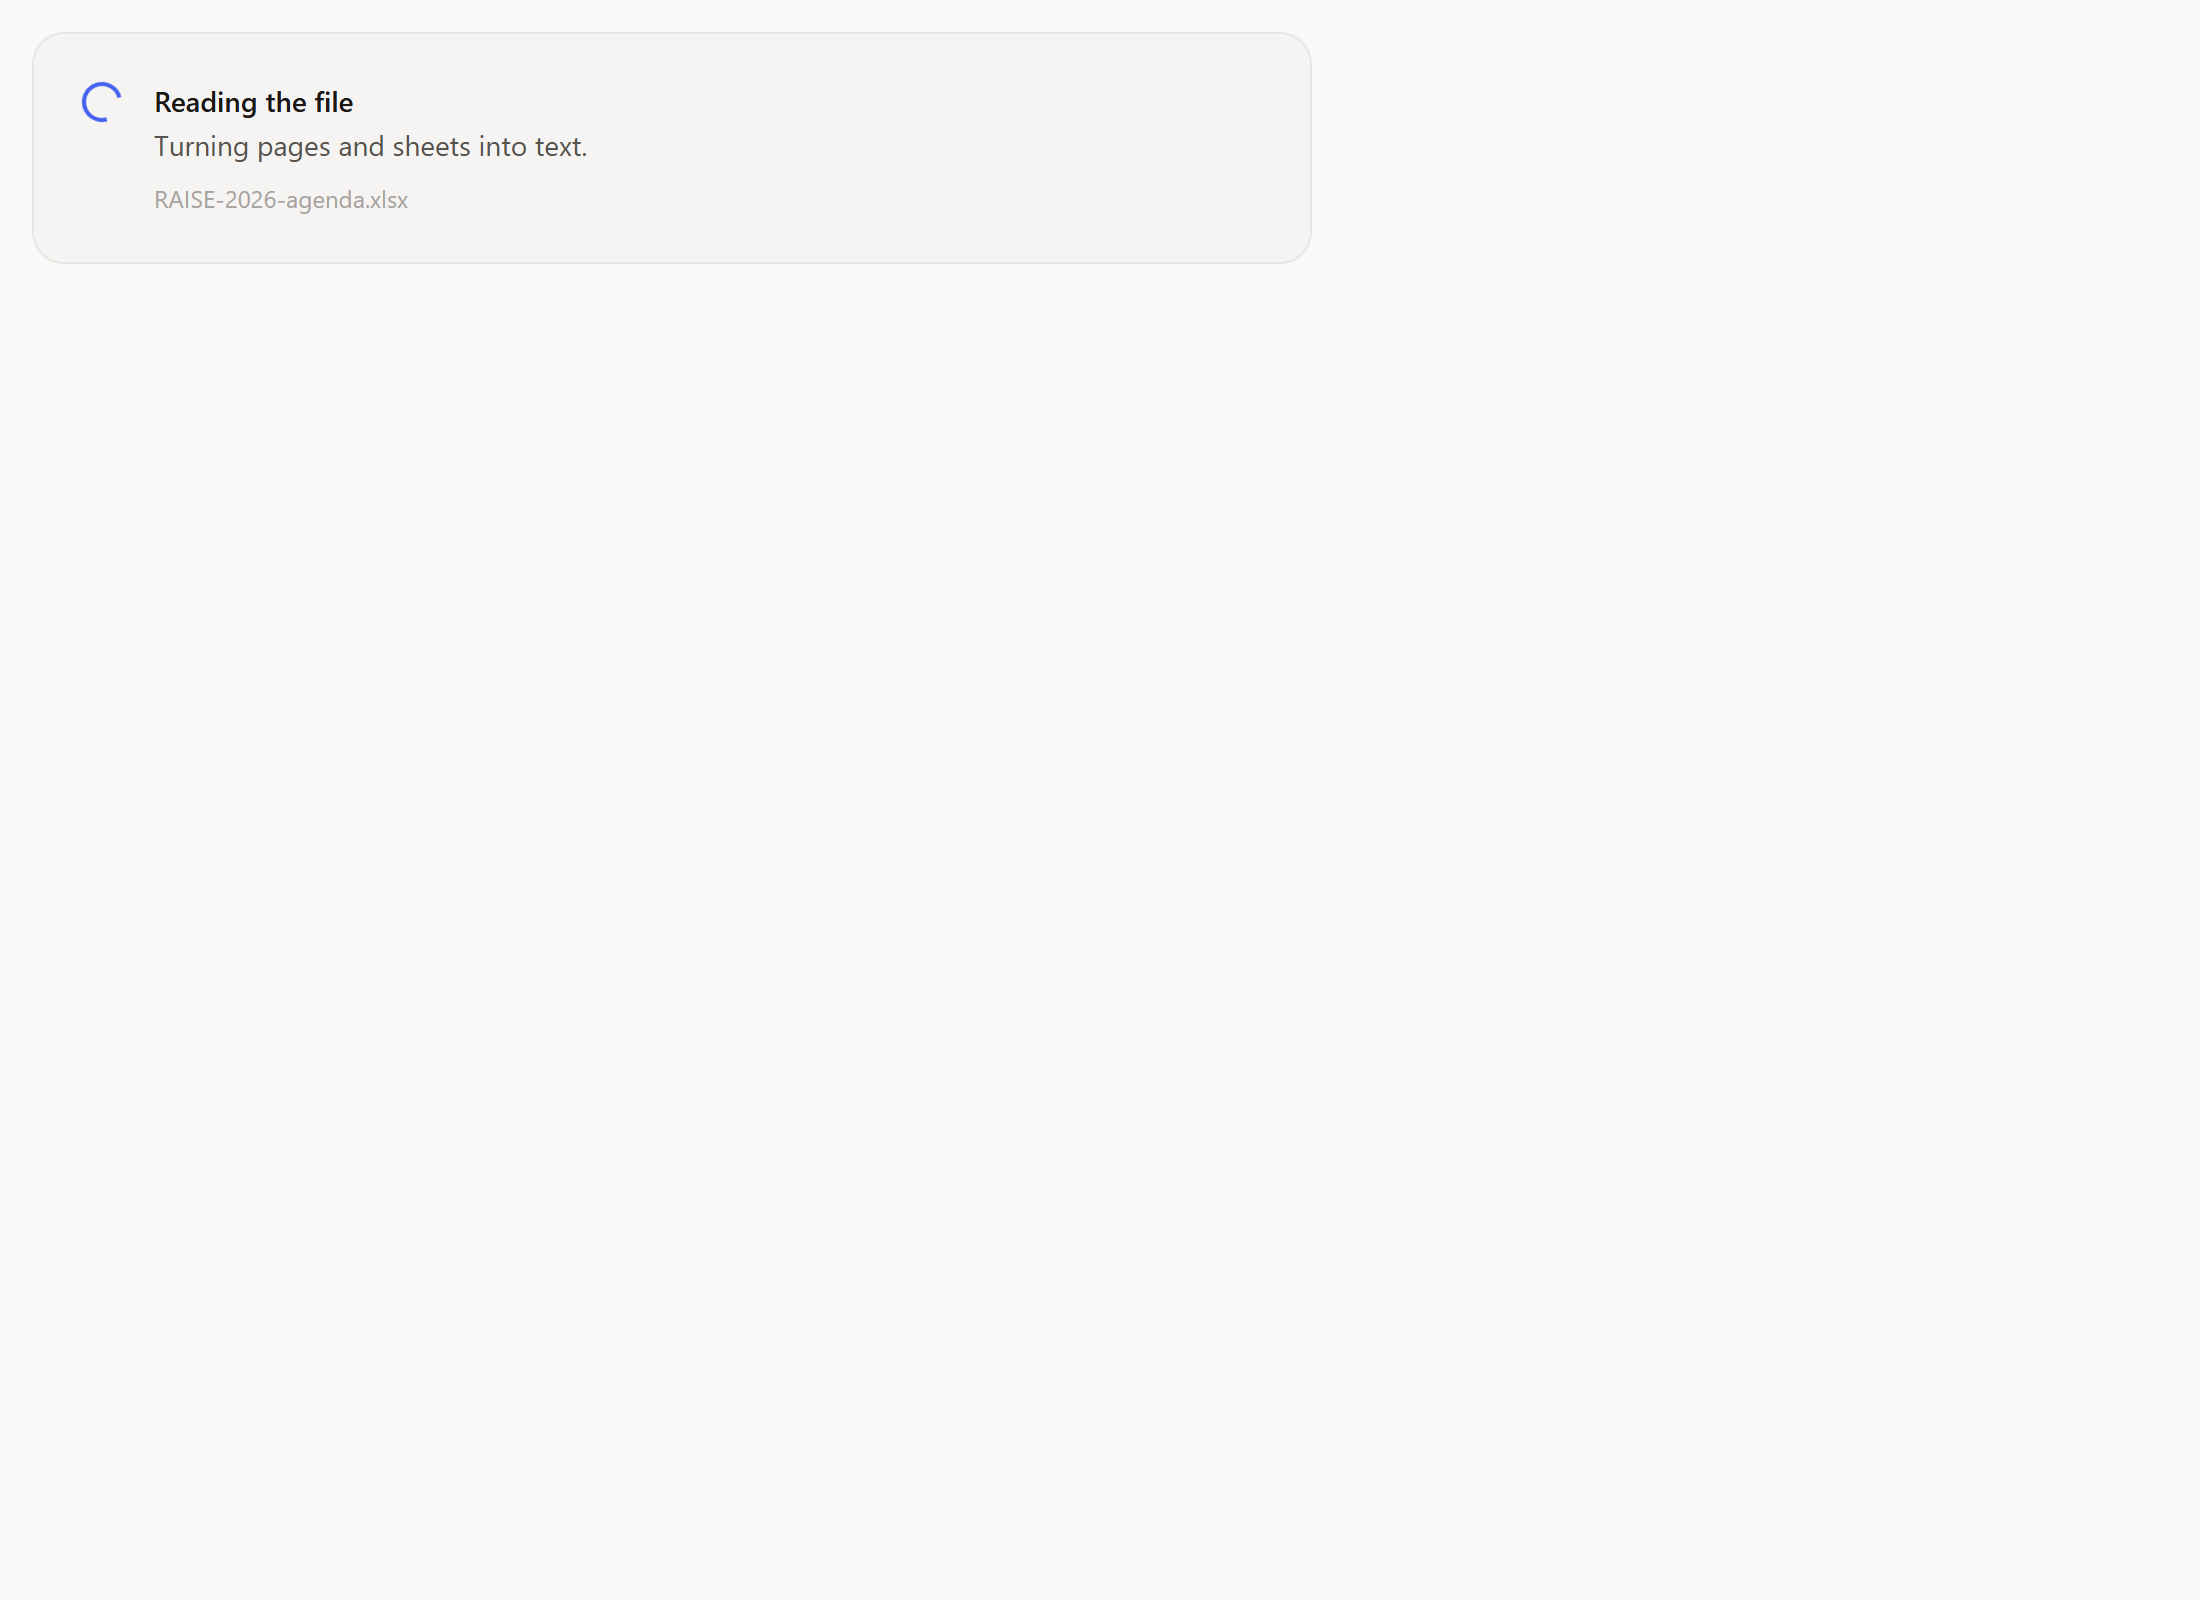 Reading the file
Turning pages and sheets into text.
RAISE-2026-agenda.xlsx